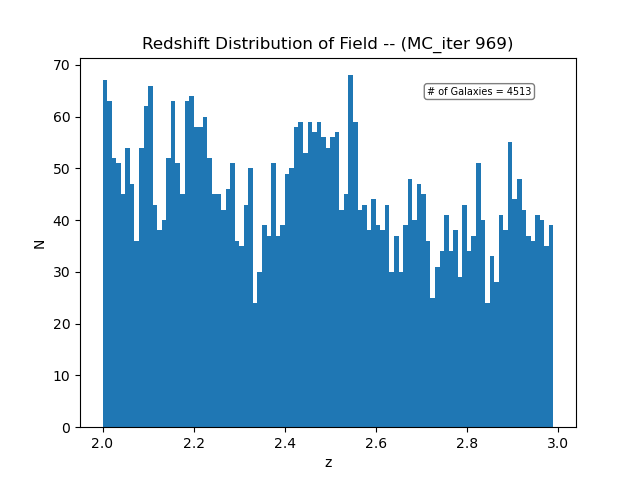 Redshift Distribution of Field -- (MC_iter 969)
# of Galaxies = 4513
70
60
50
40
30
20
10
0
N
2.0 2.2 2.4 2.6 2.8 3.0
z